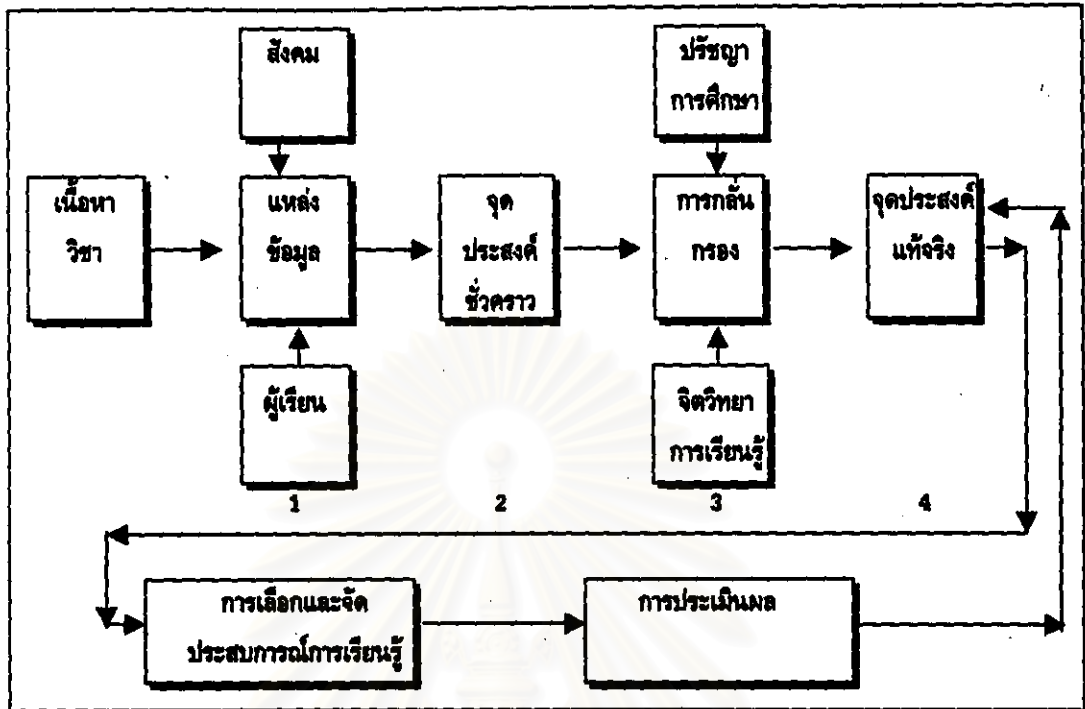 สังคม
ปรัชญา
การศึกษา
เนื้อหา
วิชา
แหล่ง
ข้อมูล
จุด
ประสงค์
ชั่วคราว
การกลั่น
กรอง
จุดประสงค์
แท้จริง
ผู้เรียน
จิตวิทยา
การเรียนรู้
1 2 3 4
การเลือกและจัด
ประสบการณ์การเรียนรู้
การประเมินผล